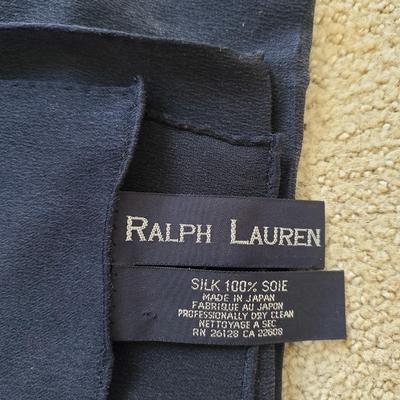 RALPH LAUREN
SILK 100% SOIE
MADE IN JAPAN
FABRIQUE AU JAPON
PROFESSIONALLY DRY CLEAN
NETTOYAGE A SEC
RN 26128 CA 22608